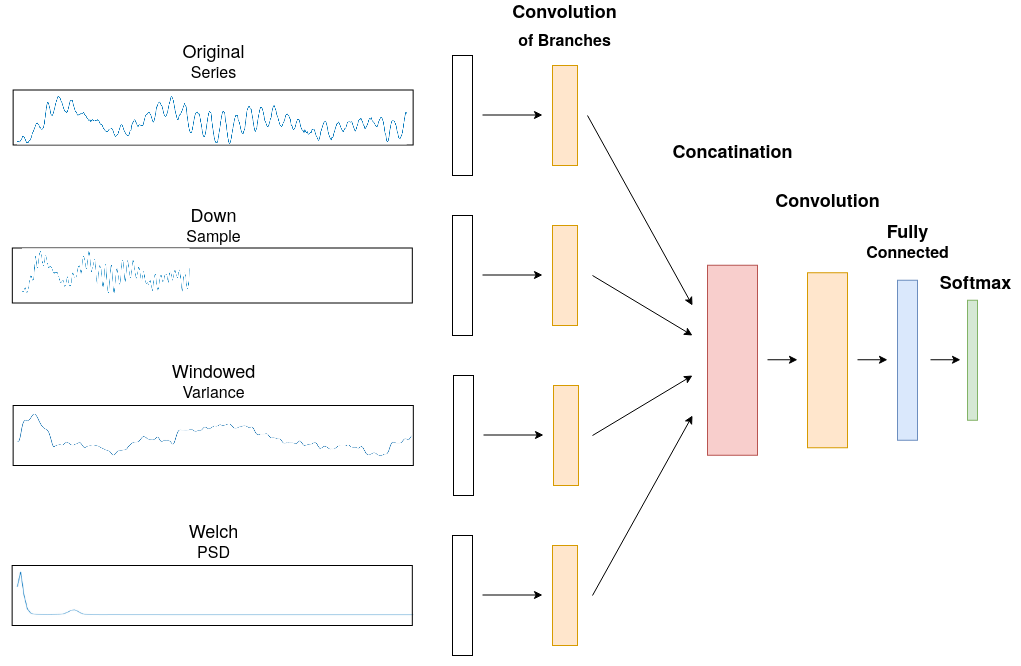 Convolution
of Branches
Original
Series
Concatination
Convolution
Down
Sample
Fully
Connected
Softmax
Windowed
Variance
Welch
PSD